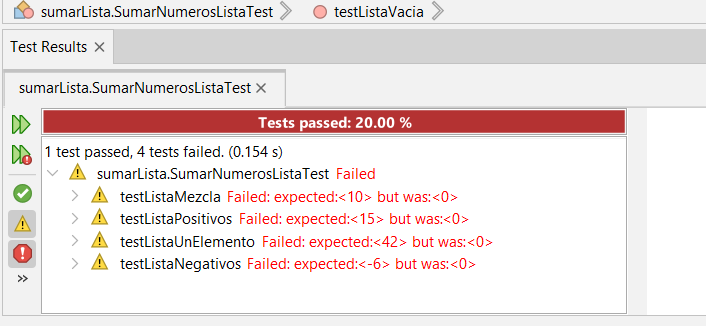 sumarLista.SumarNumerosListaTest testListaVacia
Test Results
sumarLista.SumarNumerosListaTest
Tests passed: 20.00 %
1 test passed, 4 tests failed. (0.154 s)
sumarLista.SumarNumerosListaTest Failed
testListaMezcla Failed: expected:<10> but was:<0>
testListaPositivos Failed: expected:<15> but was:<0>
testListaUnElemento Failed: expected:<42> but was:<0>
testListaNegativos Failed: expected:<-6> but was:<0>